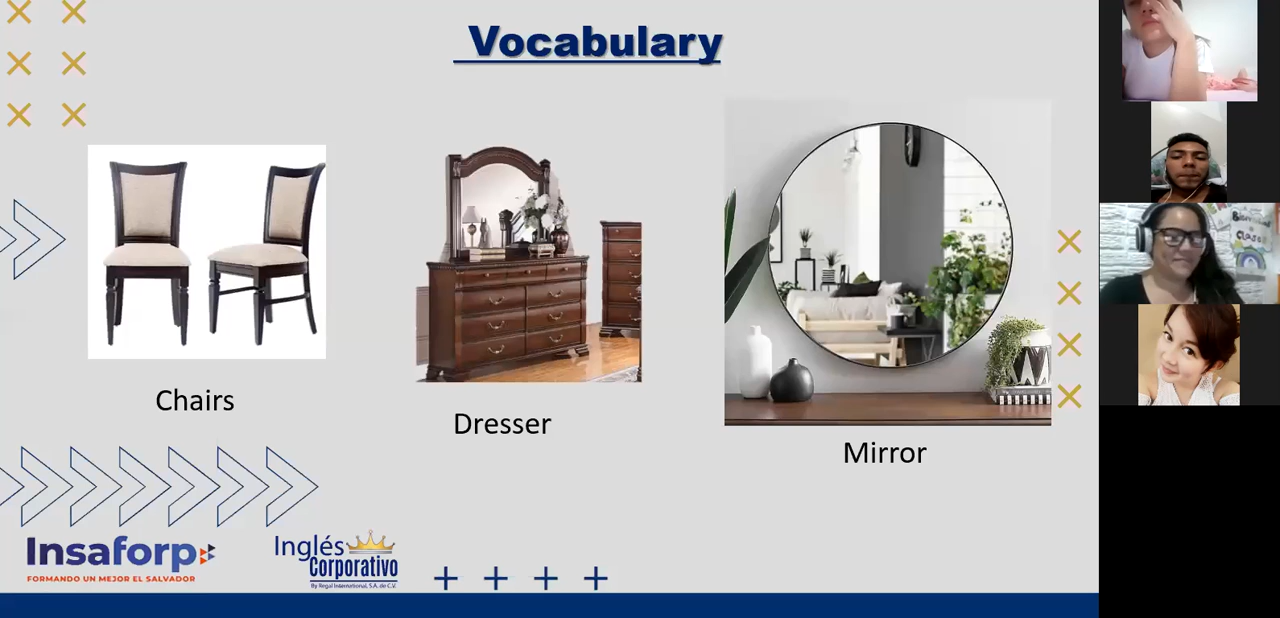 Vocabulary
Chairs
Dresser
Mirror
Insaforp
FORMANDO UN MEJOR EL SALVADOR
Inglés
Corporativo
By Regal International, S.A. de C.V.